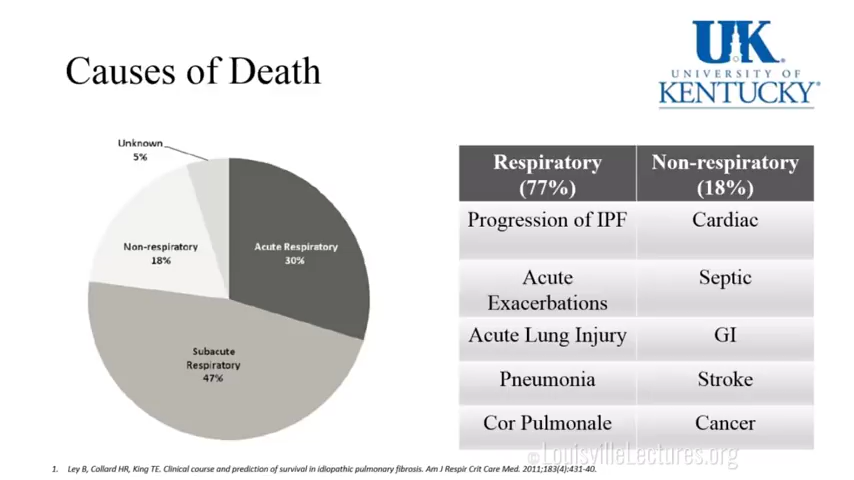 UK
UNIVERSITY OF
KENTUCKY
Causes of Death
Unknown
5%
Non-respiratory
18%
Acute Respiratory
30%
Subacute
Respiratory
47%
Respiratory
(77%)
Non-respiratory
(18%)
Progression of IPF
Cardiac
Acute
Exacerbations
Septic
Acute Lung Injury
GI
Pneumonia
Stroke
Cor Pulmonale
Cancer
©LouisvilleLectures.org
1. Ley B, Collard HR, King TE. Clinical course and prediction of survival in idiopathic pulmonary fibrosis. Am J Respir Crit Care Med. 2011;183(4):431-40.